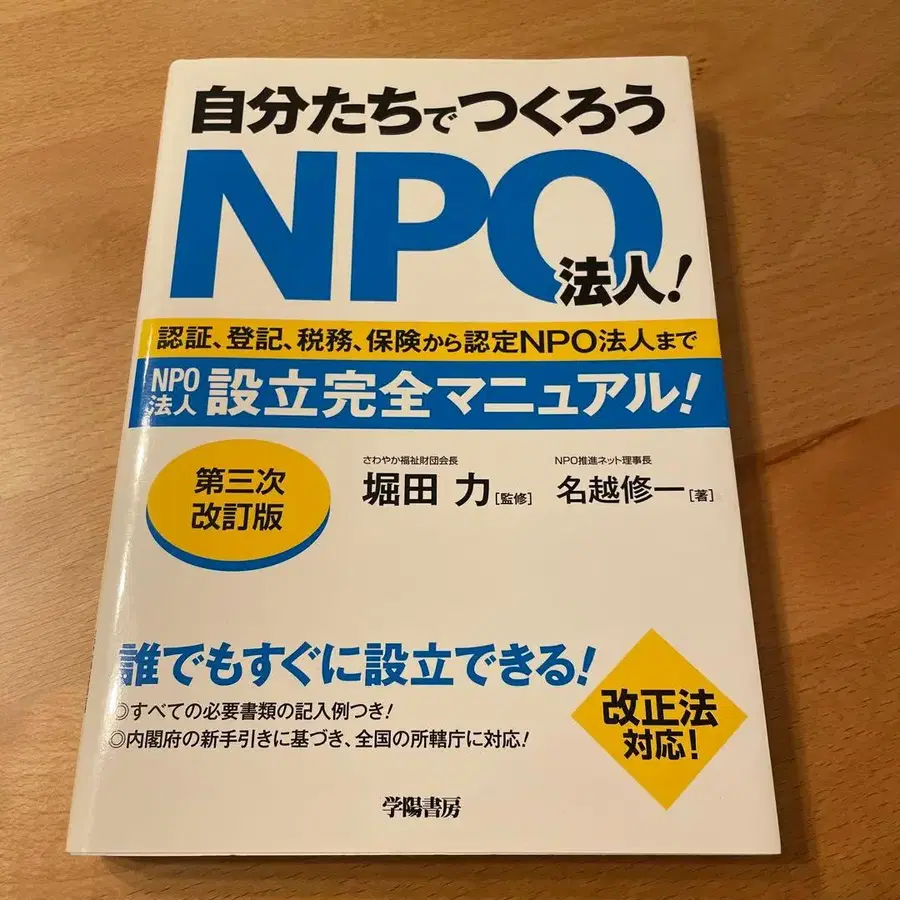 自分たちでつくろう
NPO法人!
認証、登記、税務、保険から認定NPO法人まで
NPO法人 設立完全マニュアル!
第三次
改訂版
さわやか福祉財団会長
堀田 力[監修]
NPO推進ネット理事長
名越修一[著]
誰でもすぐに設立できる!
◎すべての必要書類の記入例つき!
◎内閣府の新手引きに基づき、全国の所轄庁に対応!
改正法
対応!
学陽書房